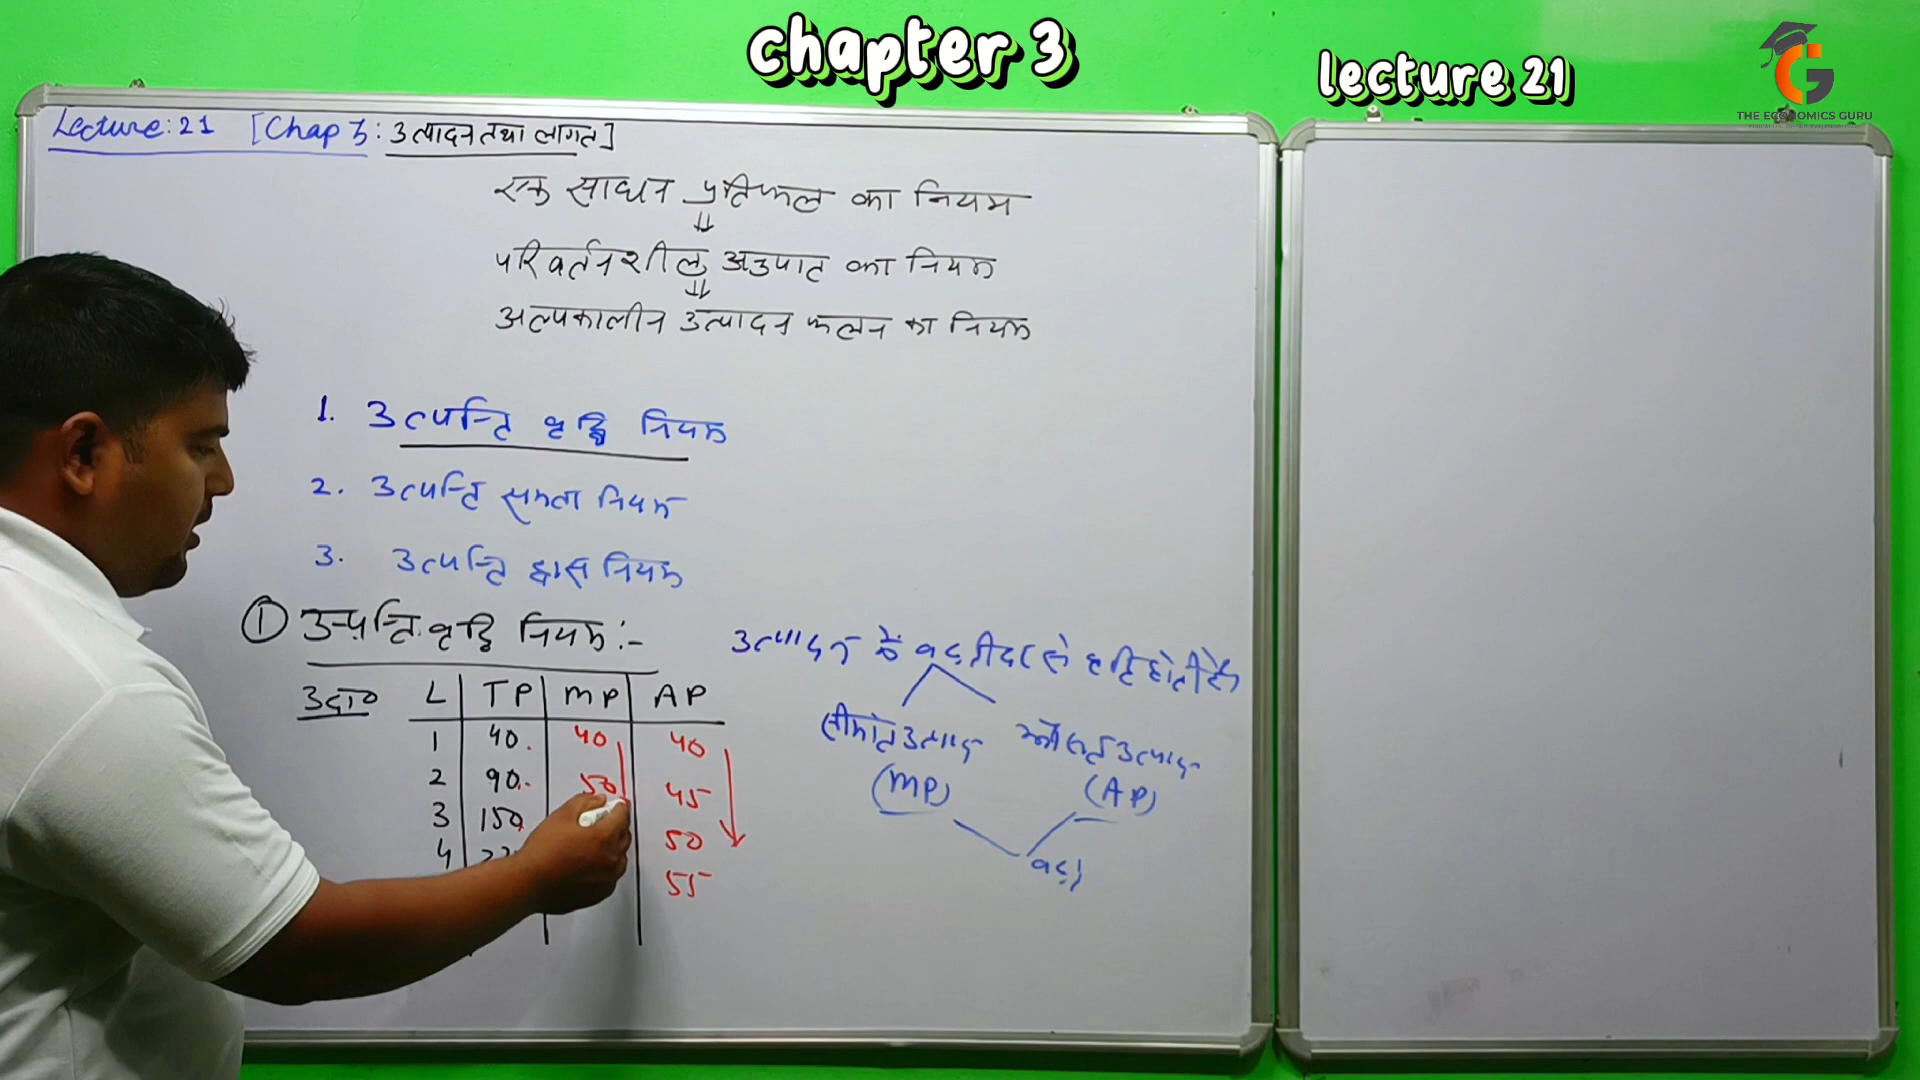 chapter 3
lecture 21
THE ECONOMICS GURU
Lecture: 21 [Chap 3: उत्पादन तथा लागत]
एक साधन प्रतिफल का नियम
⇓
परिवर्तनशील अनुपात का नियम
⇓
अल्पकालीन उत्पादन फलन का नियम
1. उत्पत्ति वृद्धि नियम
2. उत्पत्ति समता नियम
3. उत्पत्ति ह्रास नियम
① उत्पत्ति वृद्धि नियम :-
उत्पादन में बढ़ती दर से वृद्धि होती है।
सीमांत उत्पाद औसत उत्पाद
(MP) (AP)
बढ़े
उदा०
L TP MP AP
1 40 40 40
2 90 50 45
3 150 50
4 55